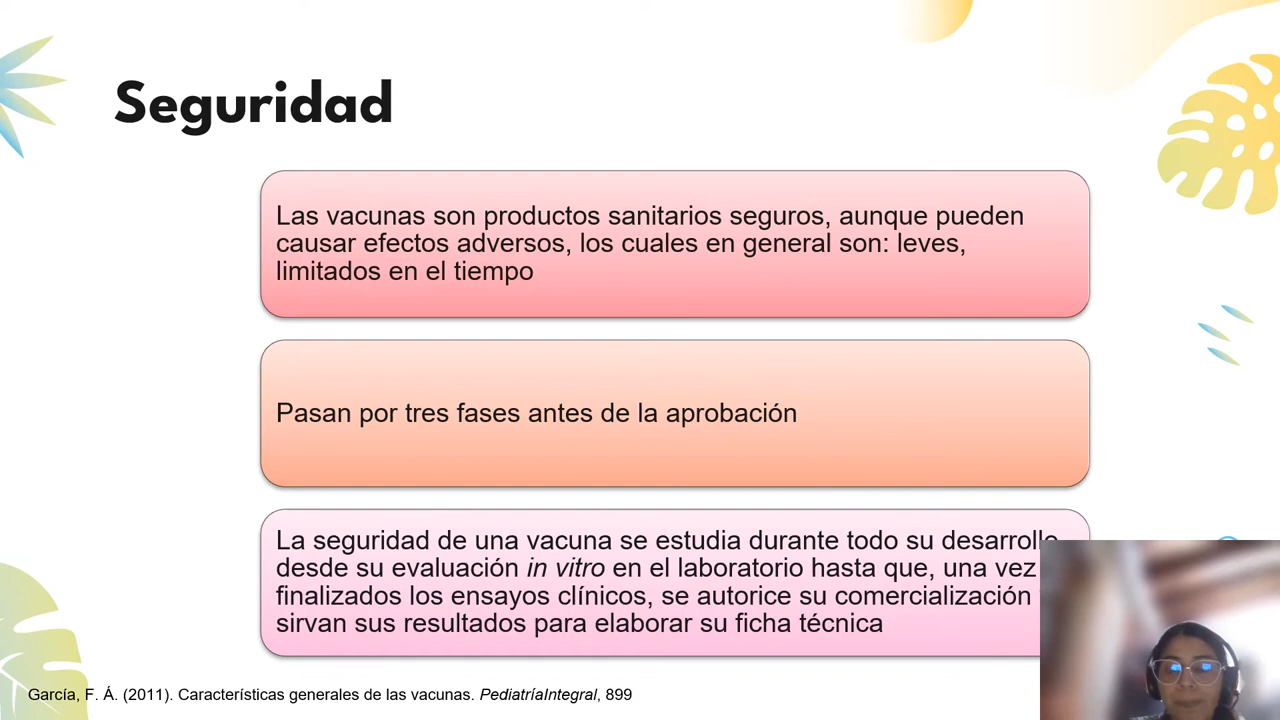 Seguridad
Las vacunas son productos sanitarios seguros, aunque pueden
causar efectos adversos, los cuales en general son: leves,
limitados en el tiempo
Pasan por tres fases antes de la aprobación
La seguridad de una vacuna se estudia durante todo su desarrollo
desde su evaluación in vitro en el laboratorio hasta que, una vez
finalizados los ensayos clínicos, se autorice su comercialización
sirvan sus resultados para elaborar su ficha técnica
García, F. Á. (2011). Características generales de las vacunas. PediatríaIntegral, 899